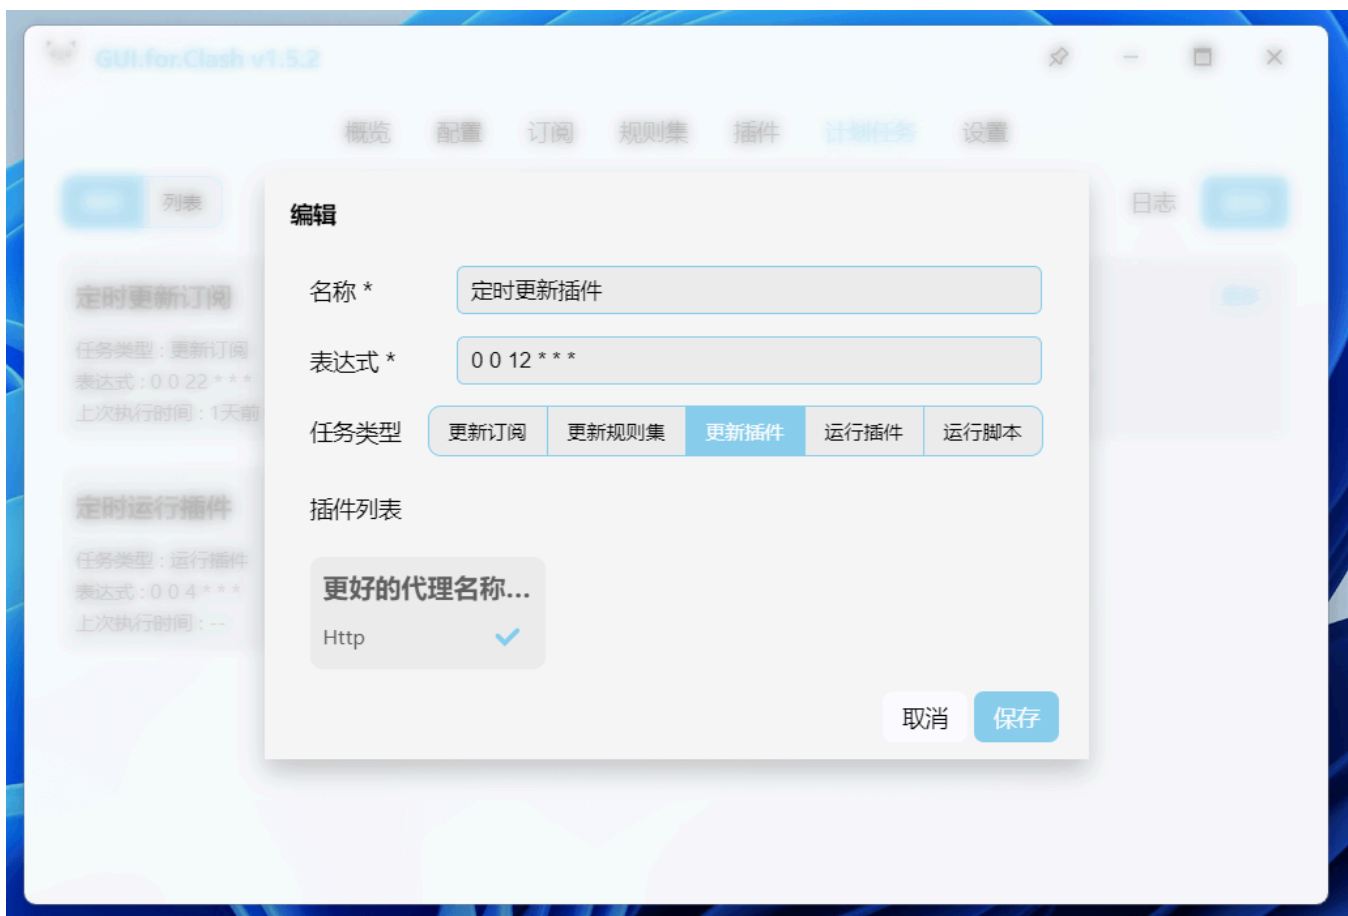 GUI.for.Clash v1.5.2
概览 配置 订阅 规则集 插件 计划任务 设置
列表
日志
编辑
名称 * 定时更新插件
表达式 * 0 0 12 * * *
任务类型 更新订阅 更新规则集 更新插件 运行插件 运行脚本
插件列表
更好的代理名称...
Http
取消 保存
定时更新订阅
任务类型 : 更新订阅
表达式 : 0 0 22 * * *
上次执行时间 : 1天前
定时运行插件
任务类型 : 运行插件
表达式 : 0 0 4 * * *
上次执行时间 : --